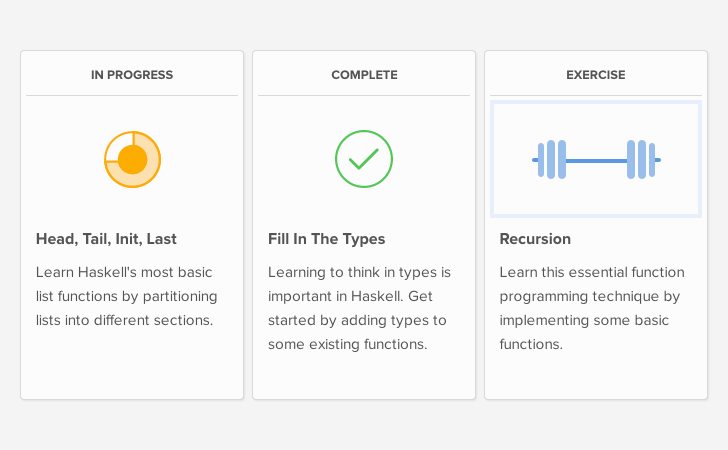 IN PROGRESS
Head, Tail, Init, Last
Learn Haskell's most basic
list functions by partitioning
lists into different sections.
COMPLETE
Fill In The Types
Learning to think in types is
important in Haskell. Get
started by adding types to
some existing functions.
EXERCISE
Recursion
Learn this essential function
programming technique by
implementing some basic
functions.